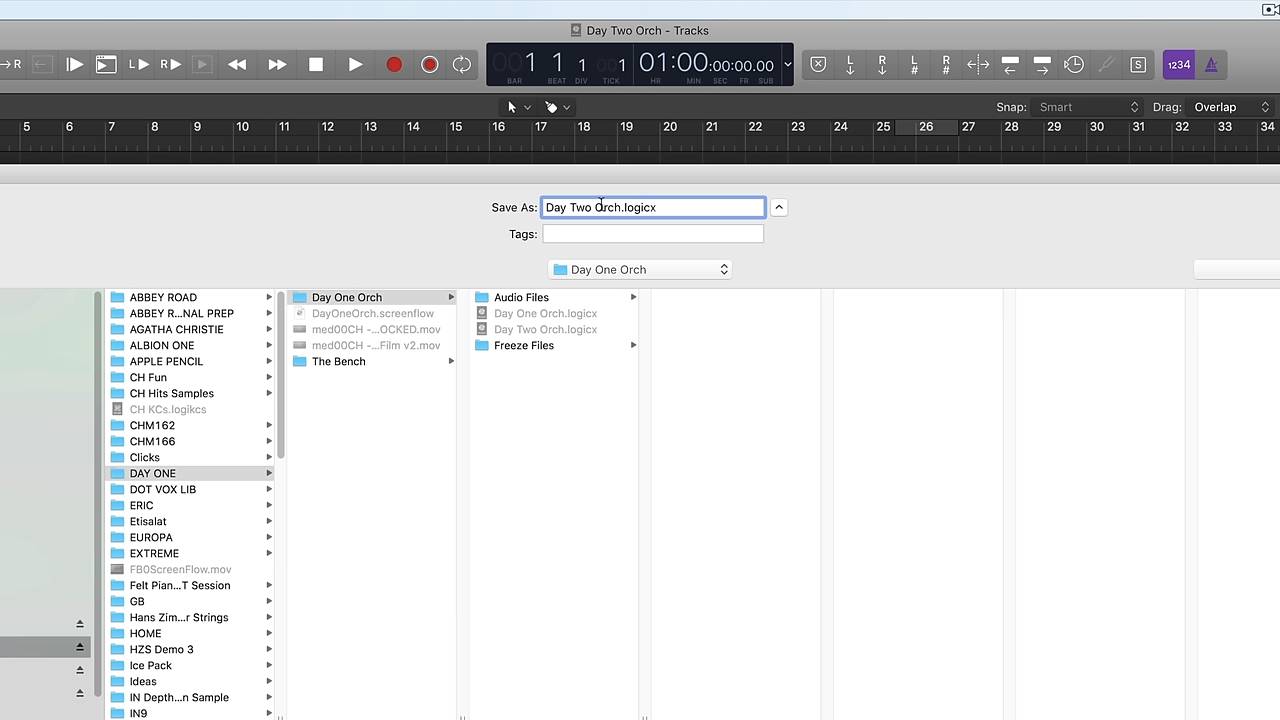 Day Two Orch - Tracks
R L R 001 1 1 001 01:00:00:00.00 L R L R S 1234
BAR BEAT DIV TICK HR MIN SEC FR SUB
Snap: Smart Drag: Overlap
5 6 7 8 9 10 11 12 13 14 15 16 17 18 19 20 21 22 23 24 25 26 27 28 29 30 31 32 33 34
Save As: Day Two Orch.logicx
Tags:
Day One Orch
ABBEY ROAD
ABBEY R...NAL PREP
AGATHA CHRISTIE
ALBION ONE
APPLE PENCIL
CH Fun
CH Hits Samples
CH KCs.logikcs
CHM162
CHM166
Clicks
DAY ONE
DOT VOX LIB
ERIC
Etisalat
EUROPA
EXTREME
FB0ScreenFlow.mov
Felt Pian...T Session
GB
Hans Zim...r Strings
HOME
HZS Demo 3
Ice Pack
Ideas
IN Depth...n Sample
IN9
Day One Orch
DayOneOrch.screenflow
med00CH -...OCKED.mov
med00CH -...Film v2.mov
The Bench
Audio Files
Day One Orch.logicx
Day Two Orch.logicx
Freeze Files